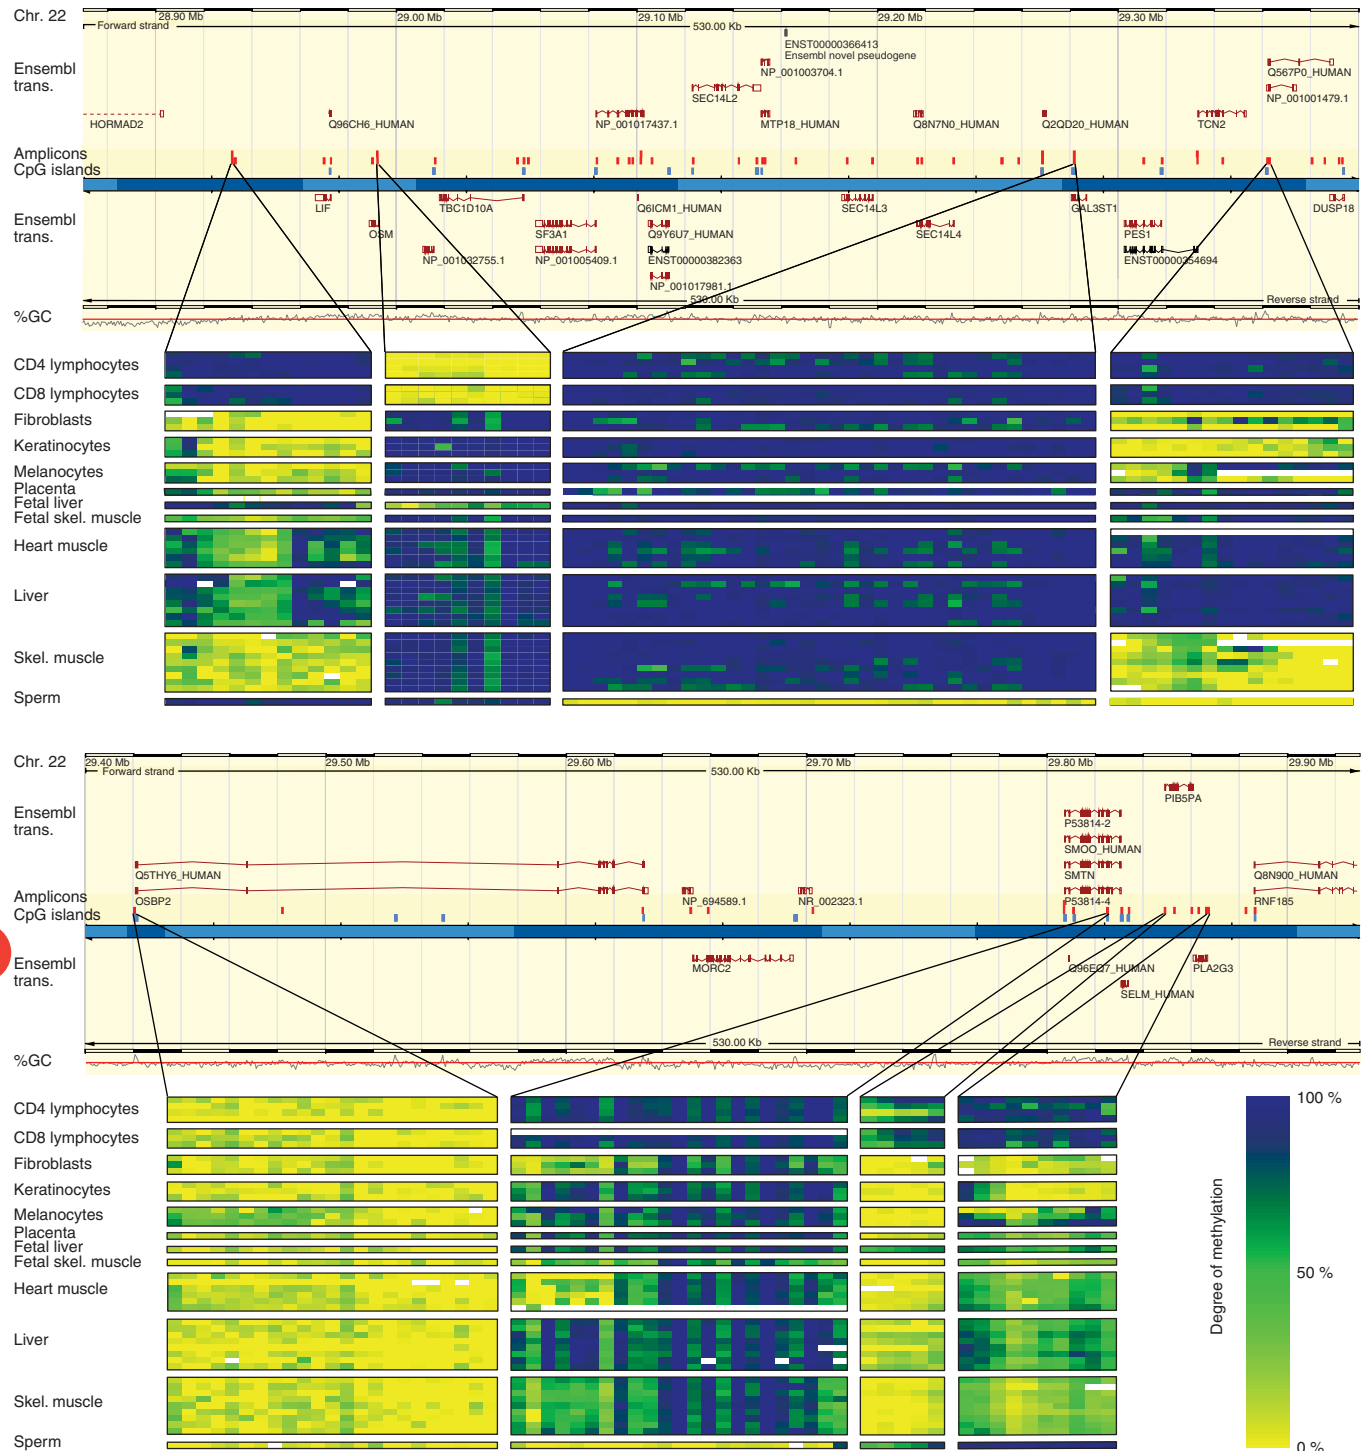 Chr. 22
28.90 Mb 29.00 Mb 29.10 Mb 29.20 Mb 29.30 Mb
Forward strand 530.00 Kb
ENST00000366413
Ensembl novel pseudogene
Ensembl
trans.
NP_001003704.1 Q567P0_HUMAN
SEC14L2 NP_001001479.1
HORMAD2 Q96CH6_HUMAN NP_001017437.1 MTP18_HUMAN Q8N7N0_HUMAN Q2QD20_HUMAN TCN2
Amplicons
CpG islands
Ensembl
trans.
LIF TBC1D10A Q6ICM1_HUMAN SEC14L3 GAL3ST1 DUSP18
OSM SF3A1 Q9Y6U7_HUMAN SEC14L4 PES1
NP_001032755.1 NP_001005409.1 ENST00000382363 ENST00000354694
NP_001017981.1
530.00 Kb Reverse strand
%GC
CD4 lymphocytes
CD8 lymphocytes
Fibroblasts
Keratinocytes
Melanocytes
Placenta
Fetal liver
Fetal skel. muscle
Heart muscle
Liver
Skel. muscle
Sperm
Chr. 22
29.40 Mb 29.50 Mb 29.60 Mb 29.70 Mb 29.80 Mb 29.90 Mb
Forward strand 530.00 Kb
Ensembl
trans.
PIB5PA
P53814-2
SMOO_HUMAN
Q5THY6_HUMAN SMTN Q8N900_HUMAN
OSBP2 NP_694589.1 NR_002323.1 P53814-4 RNF185
Amplicons
CpG islands
Ensembl
trans.
MORC2 Q96EQ7_HUMAN PLA2G3
SELM_HUMAN
530.00 Kb Reverse strand
%GC
CD4 lymphocytes
CD8 lymphocytes
Fibroblasts
Keratinocytes
Melanocytes
Placenta
Fetal liver
Fetal skel. muscle
Heart muscle
Liver
Skel. muscle
Sperm
100 %
50 %
0 %
Degree of methylation